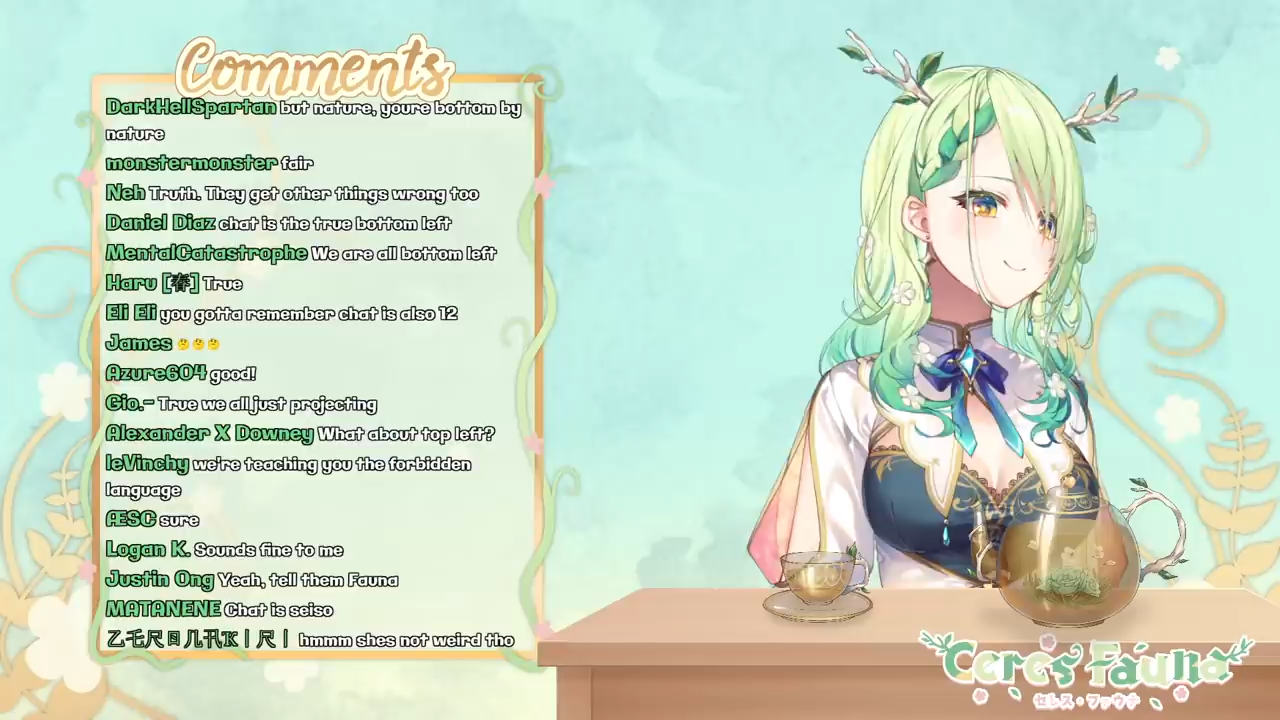 Comments
DarkHellSpartan but nature, youre bottom by
nature
monstermonster fair
Neh Truth. They get other things wrong too
Daniel Diaz chat is the true bottom left
MentalCatastrophe We are all bottom left
Haru [春] True
Eli Eli you gotta remember chat is also 12
James 🤔🤔🤔
Azure604 good!
Gio.- True we all just projecting
Alexander X Downey What about top left?
leVinchy we're teaching you the forbidden
language
ÆSC sure
Logan K. Sounds fine to me
Justin Ong Yeah, tell them Fauna
MATANENE Chat is seiso
乙乇尺日几卂K丨尺丨 hmmm shes not weird tho
Ceres Fauna
セレス・ファウナ